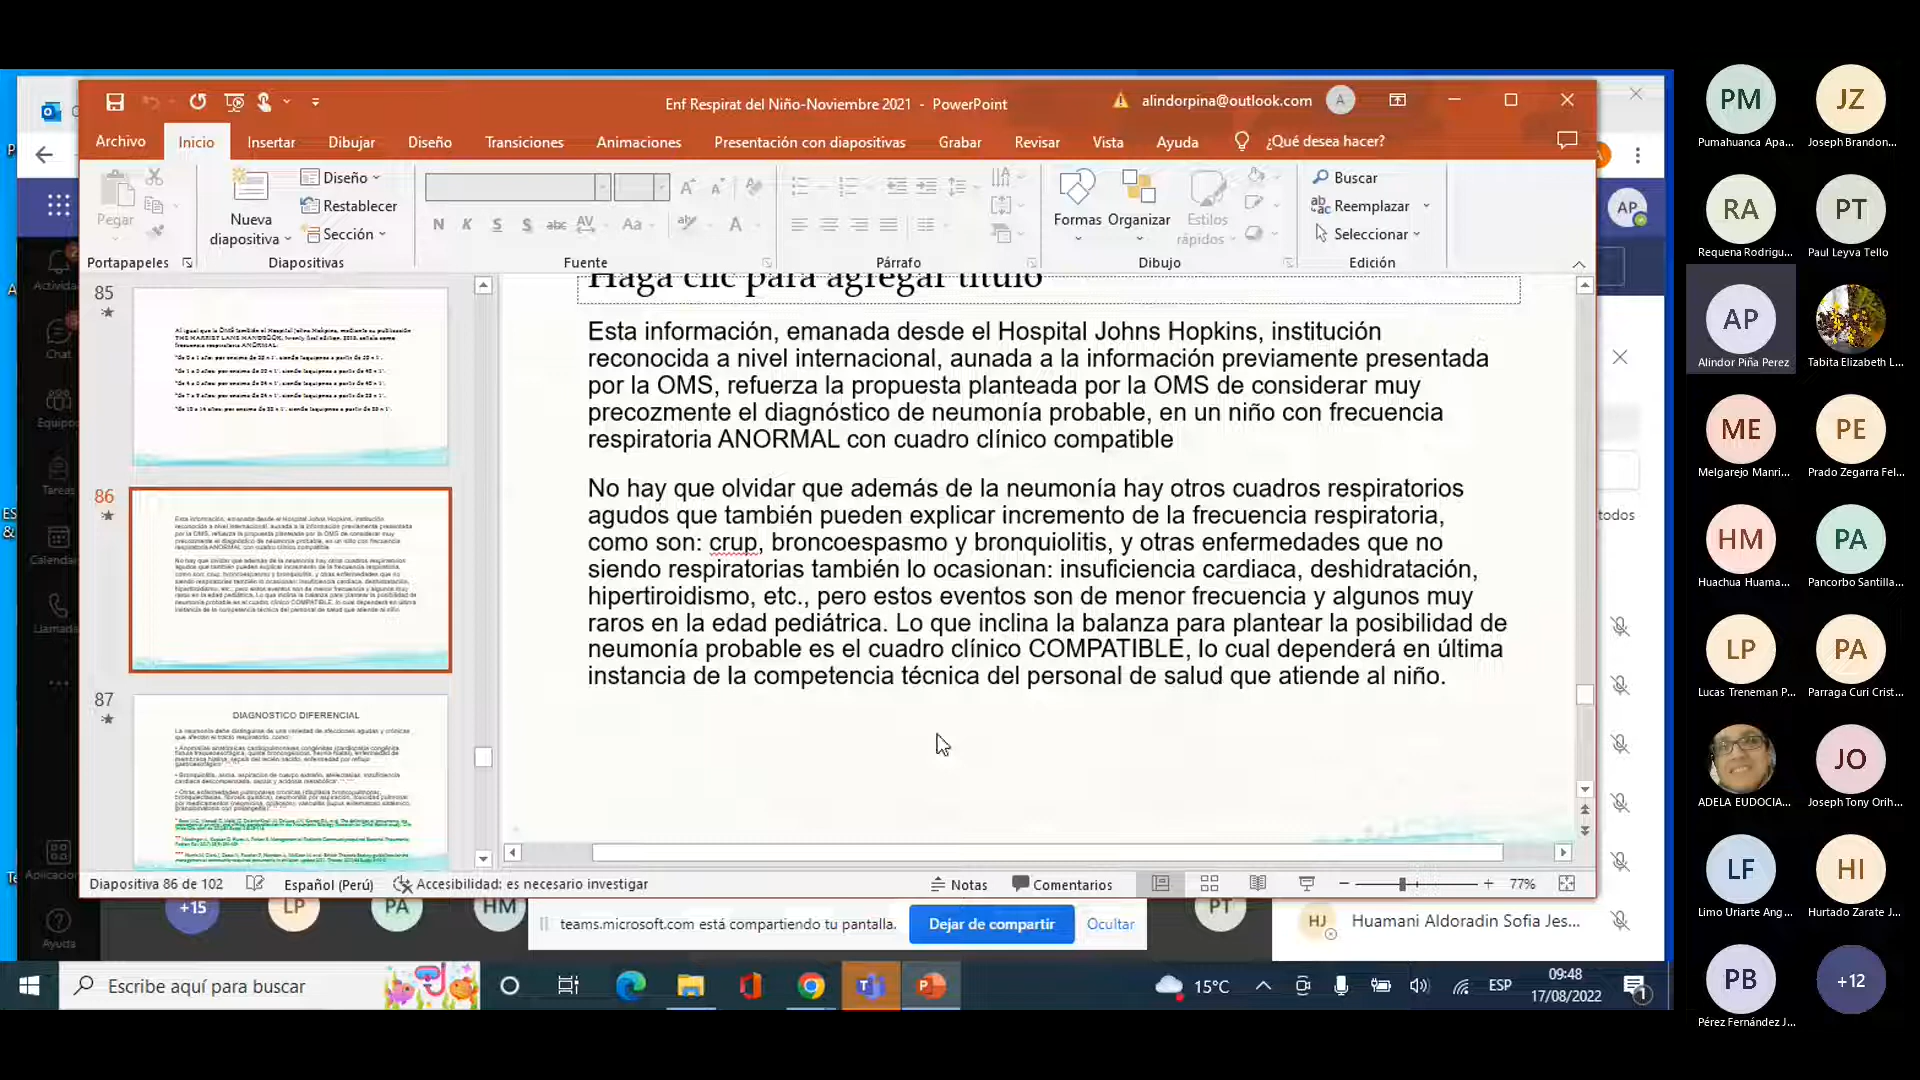 Enf Respirat del Niño-Noviembre 2021 - PowerPoint
alindorpina@outlook.com
A
Archivo
Inicio
Insertar
Dibujar
Diseño
Transiciones
Animaciones
Presentación con diapositivas
Grabar
Revisar
Vista
Ayuda
¿Qué desea hacer?
Pegar
Nueva
diapositiva
Diseño
Restablecer
Sección
N K S S abc AV Aa A
Formas
Organizar
Estilos
rápidos
Buscar
Reemplazar
Seleccionar
Portapapeles
Diapositivas
Fuente
Párrafo
Dibujo
Edición
85
86
87
DIAGNOSTICO DIFERENCIAL
Haga clic para agregar título
Esta información, emanada desde el Hospital Johns Hopkins, institución
reconocida a nivel internacional, aunada a la información previamente presentada
por la OMS, refuerza la propuesta planteada por la OMS de considerar muy
precozmente el diagnóstico de neumonía probable, en un niño con frecuencia
respiratoria ANORMAL con cuadro clínico compatible
No hay que olvidar que además de la neumonía hay otros cuadros respiratorios
agudos que también pueden explicar incremento de la frecuencia respiratoria,
como son: crup, broncoespasmo y bronquiolitis, y otras enfermedades que no
siendo respiratorias también lo ocasionan: insuficiencia cardiaca, deshidratación,
hipertiroidismo, etc., pero estos eventos son de menor frecuencia y algunos muy
raros en la edad pediátrica. Lo que inclina la balanza para plantear la posibilidad de
neumonía probable es el cuadro clínico COMPATIBLE, lo cual dependerá en última
instancia de la competencia técnica del personal de salud que atiende al niño.
Diapositiva 86 de 102
Español (Perú)
Accesibilidad: es necesario investigar
Notas
Comentarios
77%
Chat
Tareas
Ayuda
todos
AP
+15
LP
PA
HM
PT
teams.microsoft.com está compartiendo tu pantalla.
Dejar de compartir
Ocultar
HJ
Huamani Aldoradin Sofia Jes...
Escribe aquí para buscar
15°C
ESP
09:48
17/08/2022
1
PM
Pumahuanca Apa...
JZ
Joseph Brandon...
RA
Requena Rodrigu...
PT
Paul Leyva Tello
AP
Alindor Piña Perez
Tabita Elizabeth L...
ME
Melgarejo Manri...
PE
Prado Zegarra Fel...
HM
Huachua Huama...
PA
Pancorbo Santilla...
LP
Lucas Treneman P...
PA
Parraga Curi Crist...
ADELA EUDOCIA...
JO
Joseph Tony Orih...
LF
Limo Uriarte Ang...
HI
Hurtado Zarate J...
PB
Pérez Fernández J...
+12